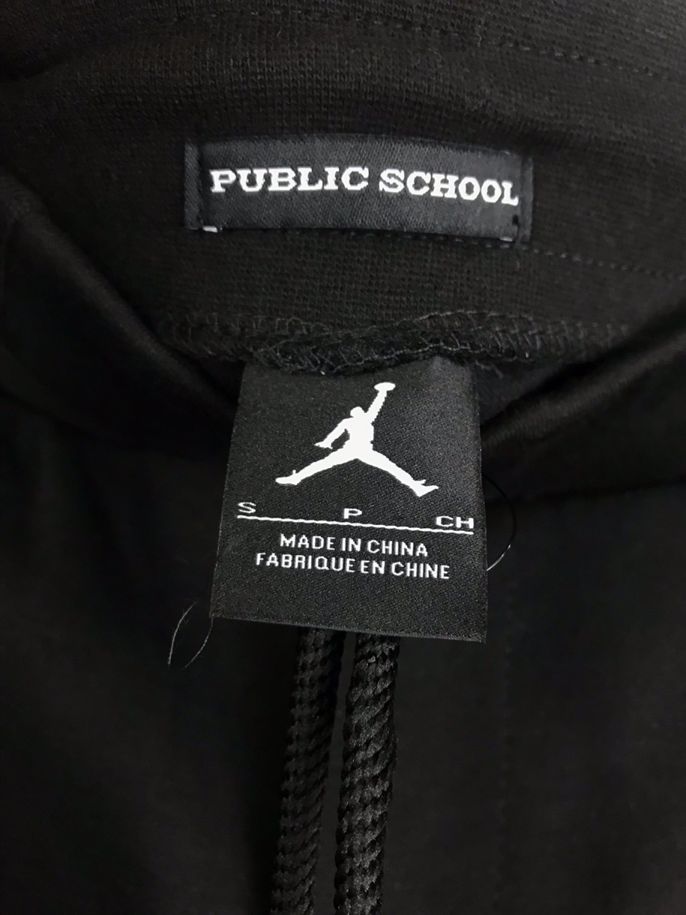 PUBLIC SCHOOL
S P CH
MADE IN CHINA
FABRIQUE EN CHINE